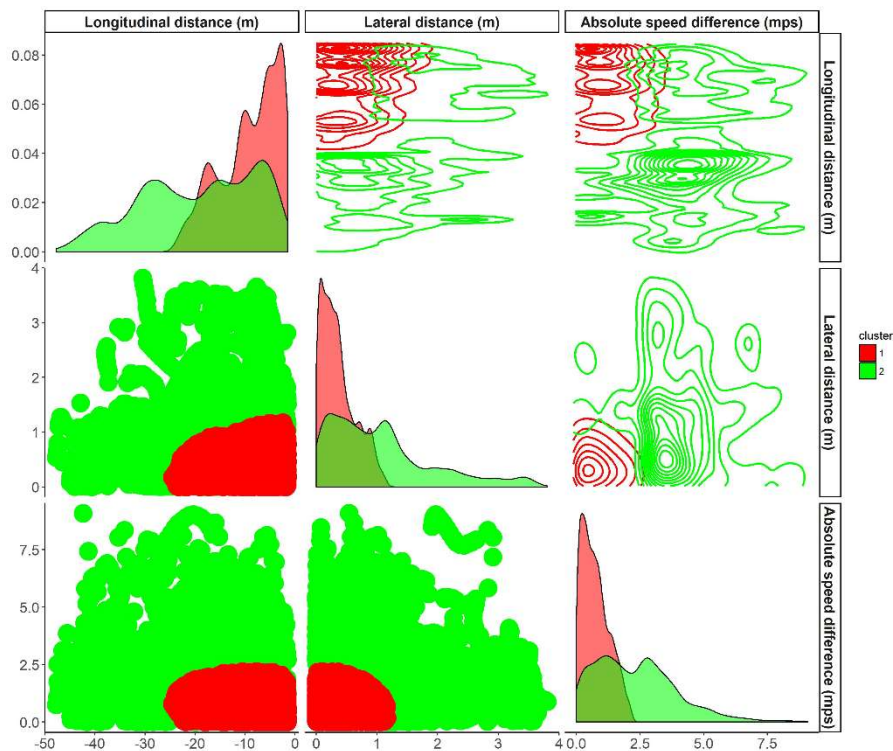 Longitudinal distance (m) Lateral distance (m) Absolute speed difference (mps)
0.08
0.06
0.04
0.02
0.00
Longitudinal distance (m)
4
3
2
1
0
Lateral distance (m)
cluster
1
2
7.5
5.0
2.5
0.0
Absolute speed difference (mps)
-50 -40 -30 -20 -10 0 0 1 2 3 4 0.0 2.5 5.0 7.5